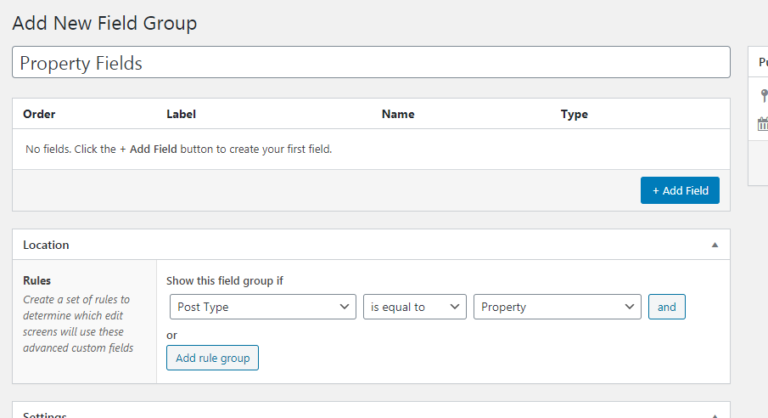 Add New Field Group
Property Fields
Order Label Name Type
No fields. Click the + Add Field button to create your first field.
+ Add Field
Location
Rules
Create a set of rules to
determine which edit
screens will use these
advanced custom fields
Show this field group if
Post Type is equal to Property and
or
Add rule group
Settings